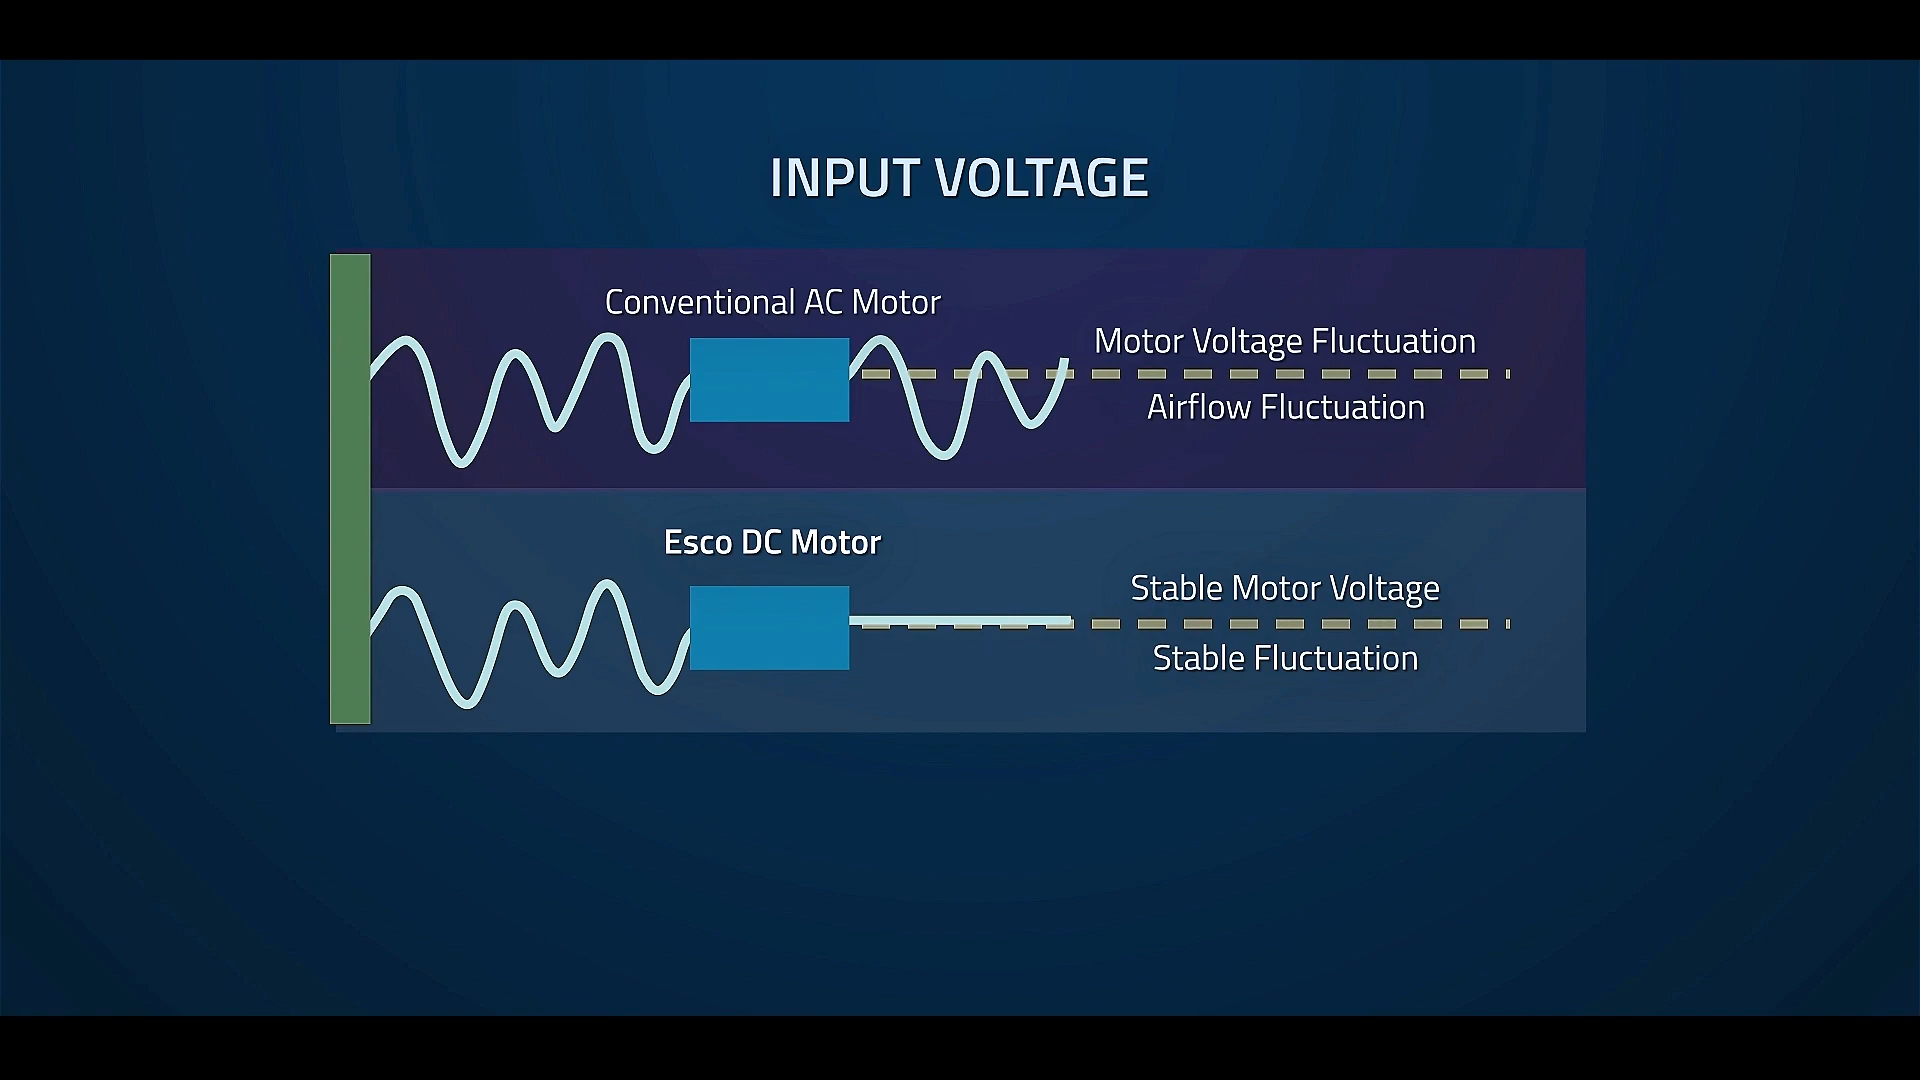 INPUT VOLTAGE
Conventional AC Motor
Motor Voltage Fluctuation
Airflow Fluctuation
Esco DC Motor
Stable Motor Voltage
Stable Fluctuation